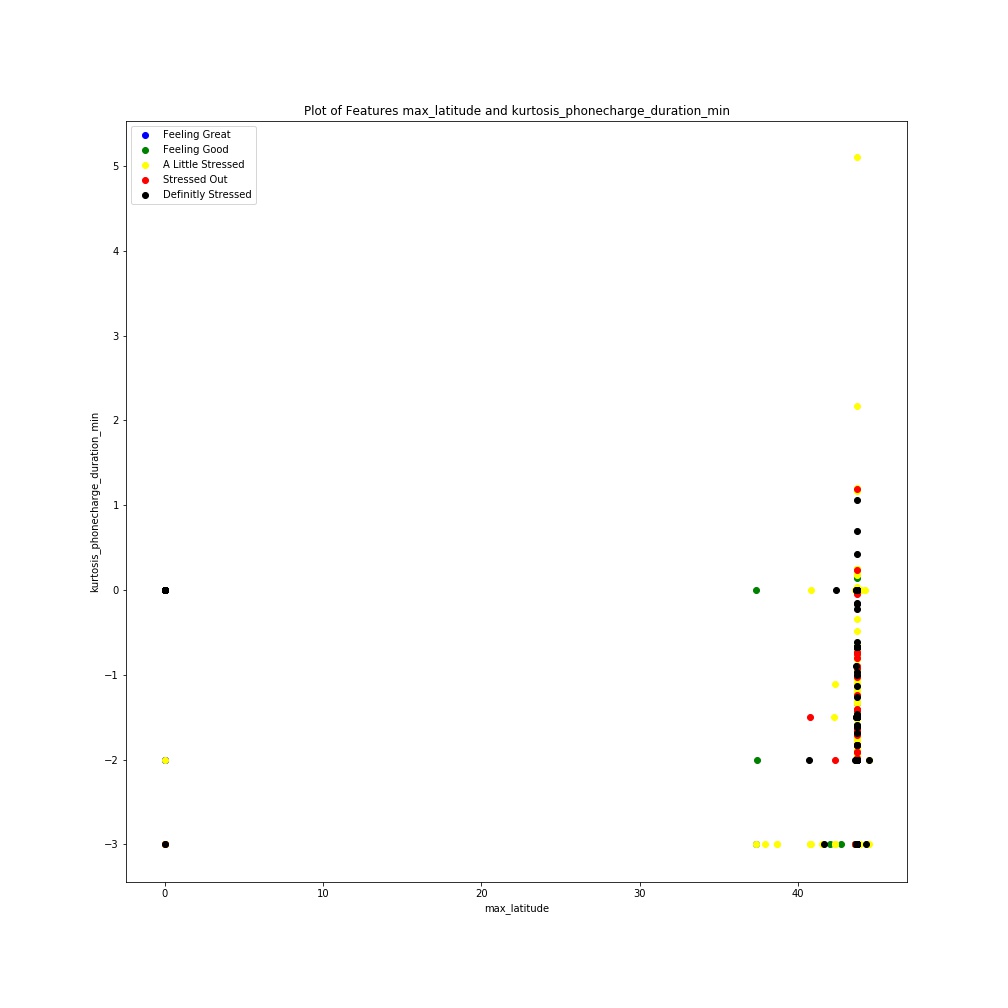 Plot of Features max_latitude and kurtosis_phonecharge_duration_min
Feeling Great
Feeling Good
A Little Stressed
Stressed Out
Definitly Stressed
5
4
3
2
1
0
−1
−2
−3
kurtosis_phonecharge_duration_min
0 10 20 30 40
max_latitude